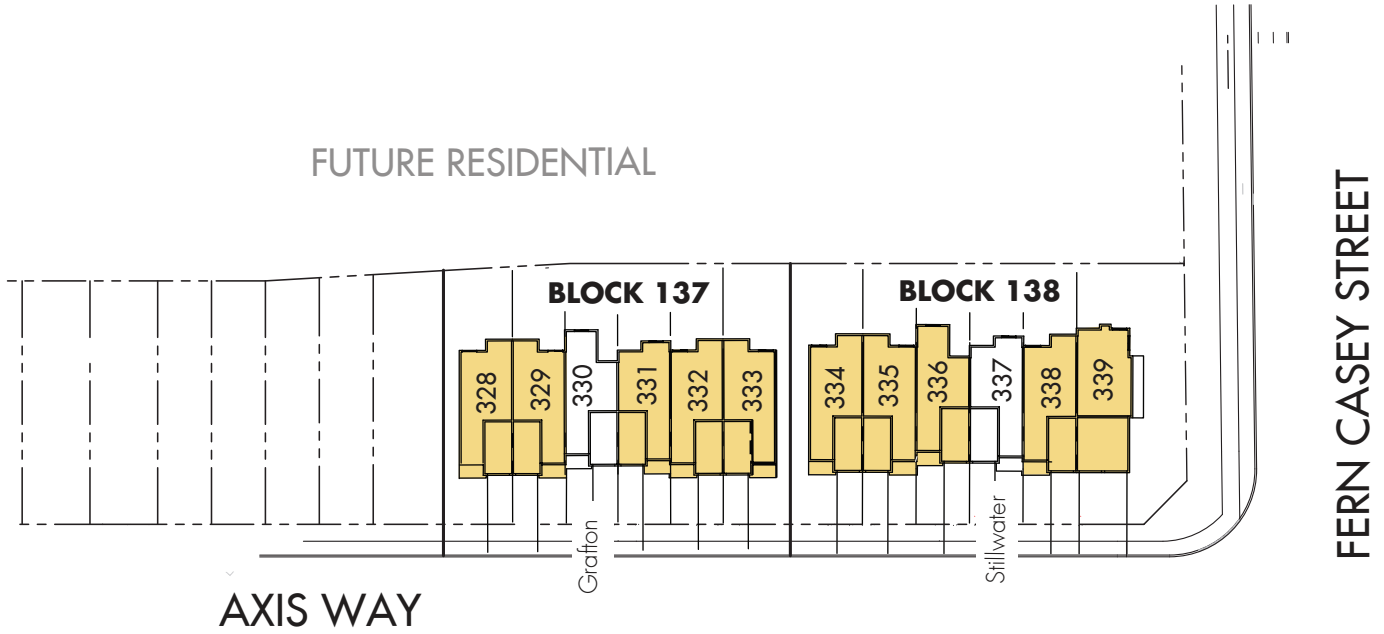 FUTURE RESIDENTIAL
FERN CASEY STREET
BLOCK 137
BLOCK 138
328
329
330
331
332
333
334
335
336
337
338
339
Grafton
Stillwater
AXIS WAY